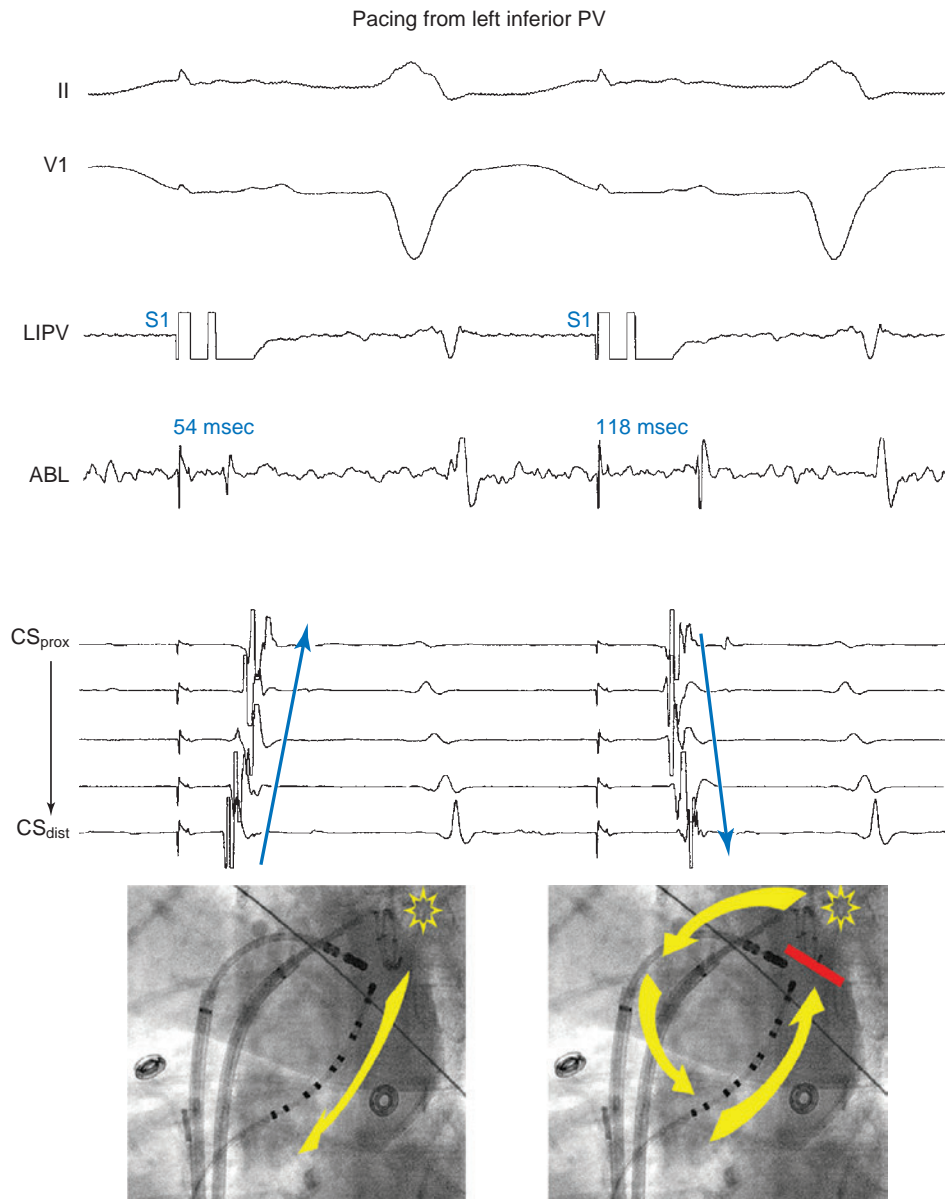 Pacing from left inferior PV
II
V1
LIPV
S1
S1
ABL
54 msec
118 msec
CSprox
CSdist